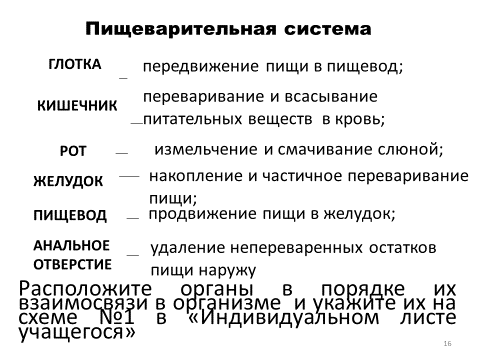 Пищеварительная система
ГЛОТКА _ передвижение пищи в пищевод;
КИШЕЧНИК переваривание и всасывание
_питательных веществ в кровь;
РОТ _ измельчение и смачивание слюной;
ЖЕЛУДОК _ накопление и частичное переваривание
пищи;
ПИЩЕВОД _ продвижение пищи в желудок;
АНАЛЬНОЕ _ удаление непереваренных остатков
ОТВЕРСТИЕ пищи наружу
Расположите органы в порядке их
взаимосвязи в организме и укажите их на
схеме №1 в «Индивидуальном листе
учащегося»
16